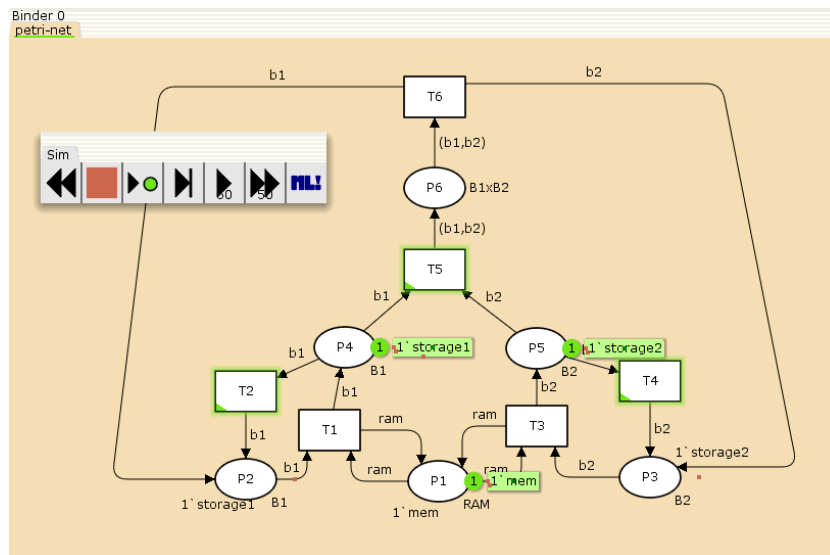 Binder 0
petri-net
b1
b2
T6
Sim
(b1,b2)
60
50
ML!
P6
B1xB2
(b1,b2)
T5
b1
b2
P4
1
1`storage1
P5
1
1`storage2
b1
B1
B2
T2
b1
b2
T4
T1
ram
ram
T3
b1
b2
1`storage2
P2
b1
ram
P1
1
ram
1`mem
b2
P3
1`storage1
B1
1`mem
RAM
B2